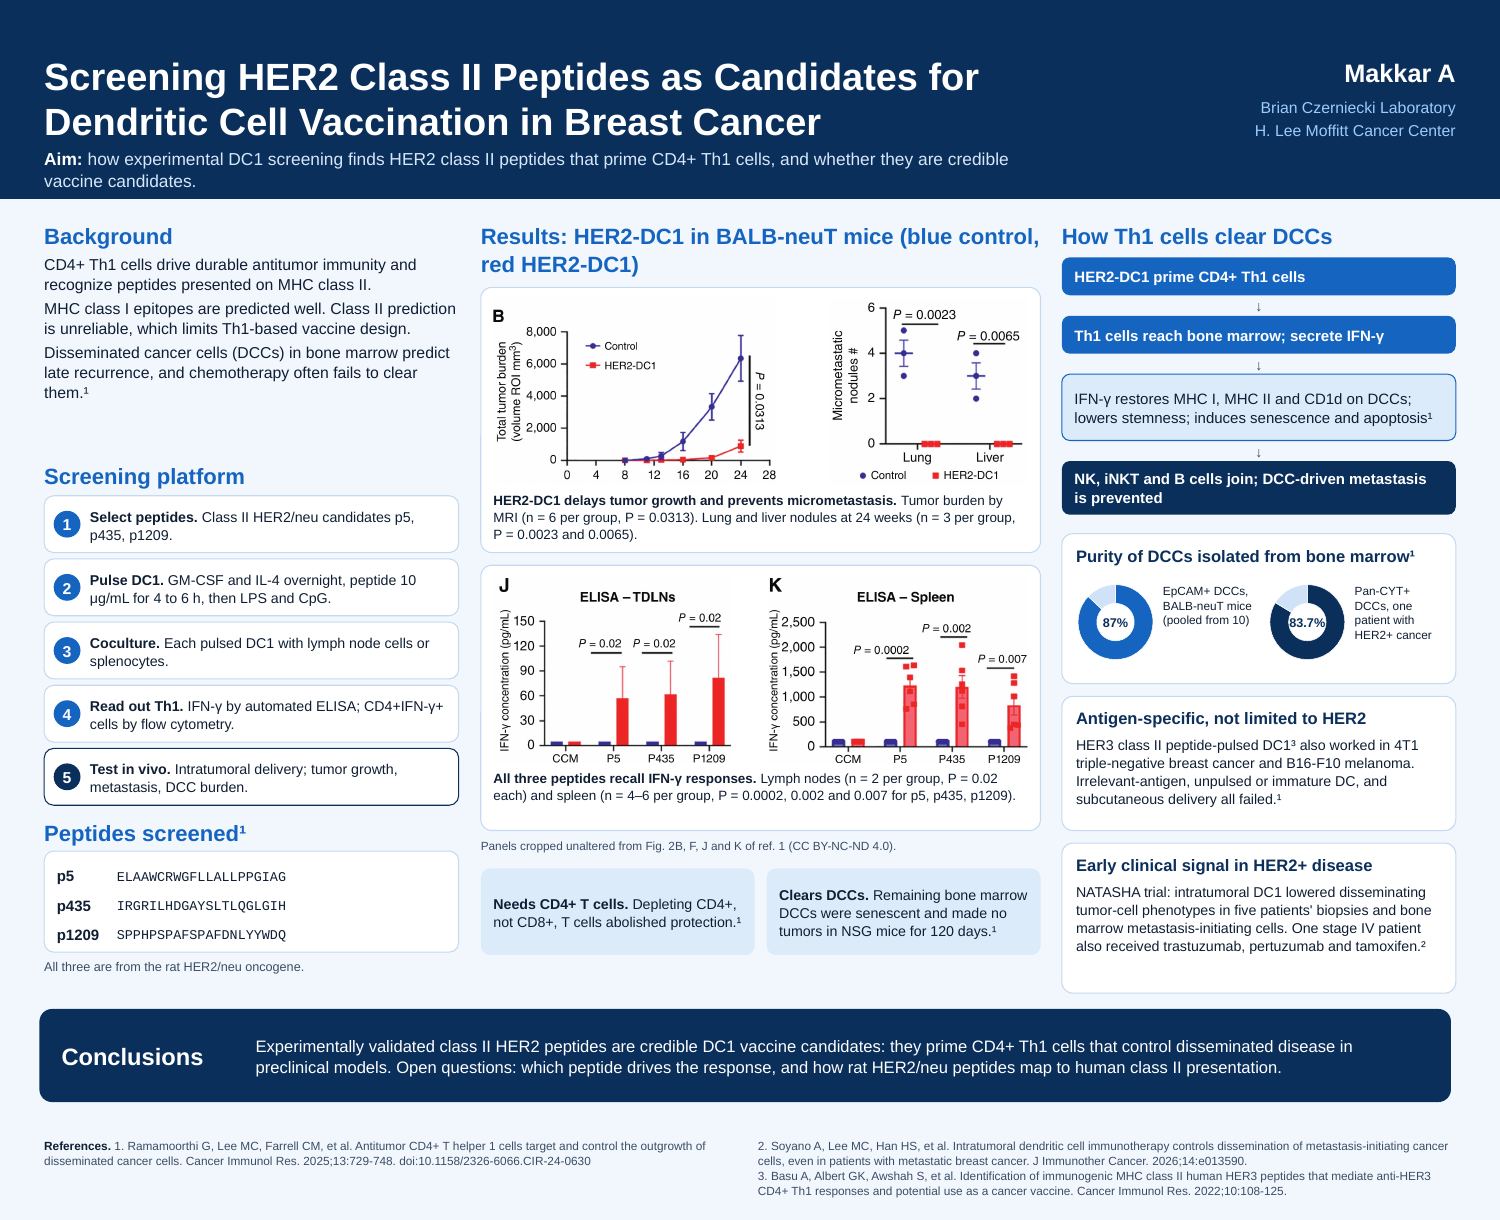 Screening HER2 Class II Peptides as Candidates for
Dendritic Cell Vaccination in Breast Cancer
Aim: how experimental DC1 screening finds HER2 class II peptides that prime CD4+ Th1 cells, and whether they are credible
vaccine candidates.
Makkar A
Brian Czerniecki Laboratory
H. Lee Moffitt Cancer Center
Background
CD4+ Th1 cells drive durable antitumor immunity and
recognize peptides presented on MHC class II.
MHC class I epitopes are predicted well. Class II prediction
is unreliable, which limits Th1-based vaccine design.
Disseminated cancer cells (DCCs) in bone marrow predict
late recurrence, and chemotherapy often fails to clear
them.¹
Screening platform
1 Select peptides. Class II HER2/neu candidates p5,
p435, p1209.
2 Pulse DC1. GM-CSF and IL-4 overnight, peptide 10
μg/mL for 4 to 6 h, then LPS and CpG.
3 Coculture. Each pulsed DC1 with lymph node cells or
splenocytes.
4 Read out Th1. IFN-γ by automated ELISA; CD4+IFN-γ+
cells by flow cytometry.
5 Test in vivo. Intratumoral delivery; tumor growth,
metastasis, DCC burden.
Peptides screened¹
p5 ELAAWCRWGFLLALLPPGIAG
p435 IRGRILHDGAYSLTLQGLGIH
p1209 SPPHPSPAFSPAFDNLYYWDQ
All three are from the rat HER2/neu oncogene.
Results: HER2-DC1 in BALB-neuT mice (blue control,
red HER2-DC1)
B
Total tumor burden
(volume ROI mm³)
8,000
6,000
4,000
2,000
0
0 4 8 12 16 20 24 28
Control
HER2-DC1
P = 0.0313
Micrometastatic
nodules #
6
4
2
0
P = 0.0023
P = 0.0065
Lung Liver
Control HER2-DC1
HER2-DC1 delays tumor growth and prevents micrometastasis. Tumor burden by
MRI (n = 6 per group, P = 0.0313). Lung and liver nodules at 24 weeks (n = 3 per group,
P = 0.0023 and 0.0065).
J
ELISA – TDLNs
IFN-γ concentration (pg/mL)
150
120
90
60
30
0
P = 0.02 P = 0.02
P = 0.02
CCM P5 P435 P1209
K
ELISA – Spleen
IFN-γ concentration (pg/mL)
2,500
2,000
1,500
1,000
500
0
P = 0.0002
P = 0.002
P = 0.007
CCM P5 P435 P1209
All three peptides recall IFN-γ responses. Lymph nodes (n = 2 per group, P = 0.02
each) and spleen (n = 4–6 per group, P = 0.0002, 0.002 and 0.007 for p5, p435, p1209).
Panels cropped unaltered from Fig. 2B, F, J and K of ref. 1 (CC BY-NC-ND 4.0).
Needs CD4+ T cells. Depleting CD4+,
not CD8+, T cells abolished protection.¹
Clears DCCs. Remaining bone marrow
DCCs were senescent and made no
tumors in NSG mice for 120 days.¹
How Th1 cells clear DCCs
HER2-DC1 prime CD4+ Th1 cells
↓
Th1 cells reach bone marrow; secrete IFN-γ
↓
IFN-γ restores MHC I, MHC II and CD1d on DCCs;
lowers stemness; induces senescence and apoptosis¹
↓
NK, iNKT and B cells join; DCC-driven metastasis
is prevented
Purity of DCCs isolated from bone marrow¹
87%
EpCAM+ DCCs,
BALB-neuT mice
(pooled from 10)
83.7%
Pan-CYT+
DCCs, one
patient with
HER2+ cancer
Antigen-specific, not limited to HER2
HER3 class II peptide-pulsed DC1³ also worked in 4T1
triple-negative breast cancer and B16-F10 melanoma.
Irrelevant-antigen, unpulsed or immature DC, and
subcutaneous delivery all failed.¹
Early clinical signal in HER2+ disease
NATASHA trial: intratumoral DC1 lowered disseminating
tumor-cell phenotypes in five patients' biopsies and bone
marrow metastasis-initiating cells. One stage IV patient
also received trastuzumab, pertuzumab and tamoxifen.²
Conclusions
Experimentally validated class II HER2 peptides are credible DC1 vaccine candidates: they prime CD4+ Th1 cells that control disseminated disease in
preclinical models. Open questions: which peptide drives the response, and how rat HER2/neu peptides map to human class II presentation.
References. 1. Ramamoorthi G, Lee MC, Farrell CM, et al. Antitumor CD4+ T helper 1 cells target and control the outgrowth of
disseminated cancer cells. Cancer Immunol Res. 2025;13:729-748. doi:10.1158/2326-6066.CIR-24-0630
2. Soyano A, Lee MC, Han HS, et al. Intratumoral dendritic cell immunotherapy controls dissemination of metastasis-initiating cancer
cells, even in patients with metastatic breast cancer. J Immunother Cancer. 2026;14:e013590.
3. Basu A, Albert GK, Awshah S, et al. Identification of immunogenic MHC class II human HER3 peptides that mediate anti-HER3
CD4+ Th1 responses and potential use as a cancer vaccine. Cancer Immunol Res. 2022;10:108-125.